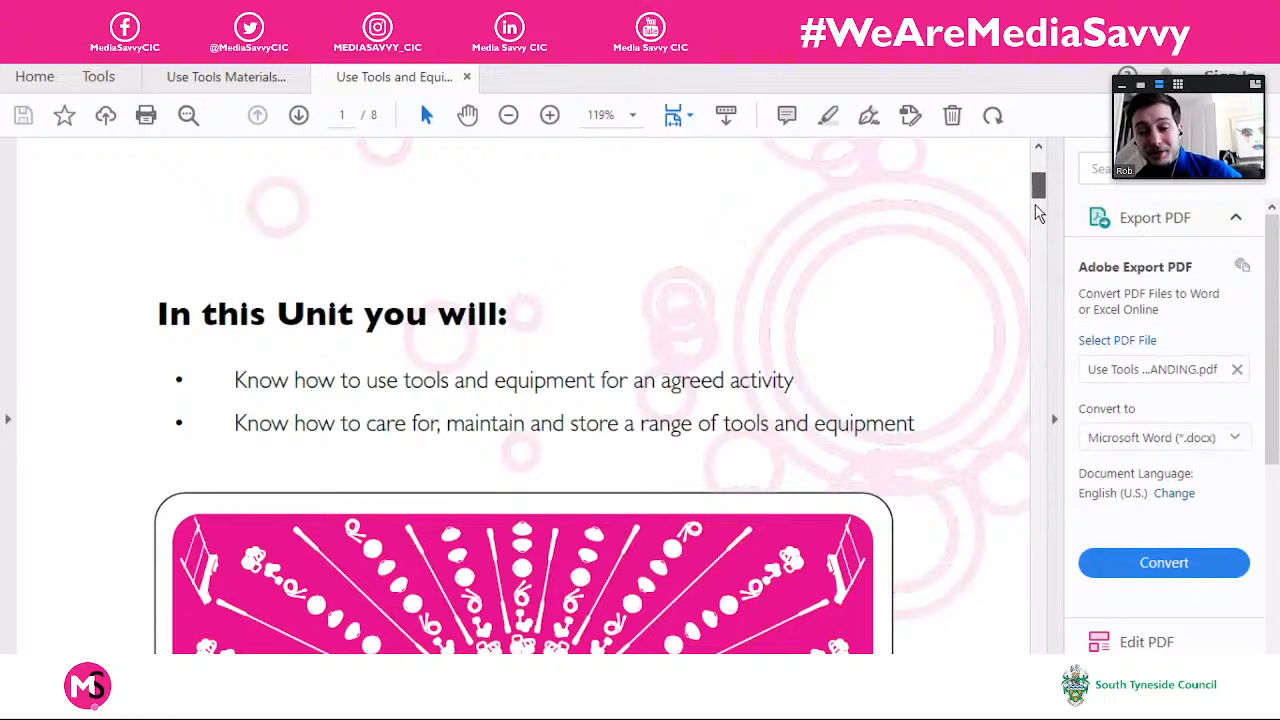 MediaSavvyCIC
@MediaSavvyCIC
MEDIASAVVY_CIC
Media Savvy CIC
You Tube
Media Savvy CIC
#WeAreMediaSavvy
Home
Tools
Use Tools Materials...
Use Tools and Equi...
1 / 8
119%
Rob
Export PDF
In this Unit you will:
• Know how to use tools and equipment for an agreed activity
• Know how to care for, maintain and store a range of tools and equipment
Adobe Export PDF
Convert PDF Files to Word
or Excel Online
Select PDF File
Use Tools ...ANDING.pdf
Convert to
Microsoft Word (*.docx)
Document Language:
English (U.S.) Change
Convert
Edit PDF
MS
South Tyneside Council